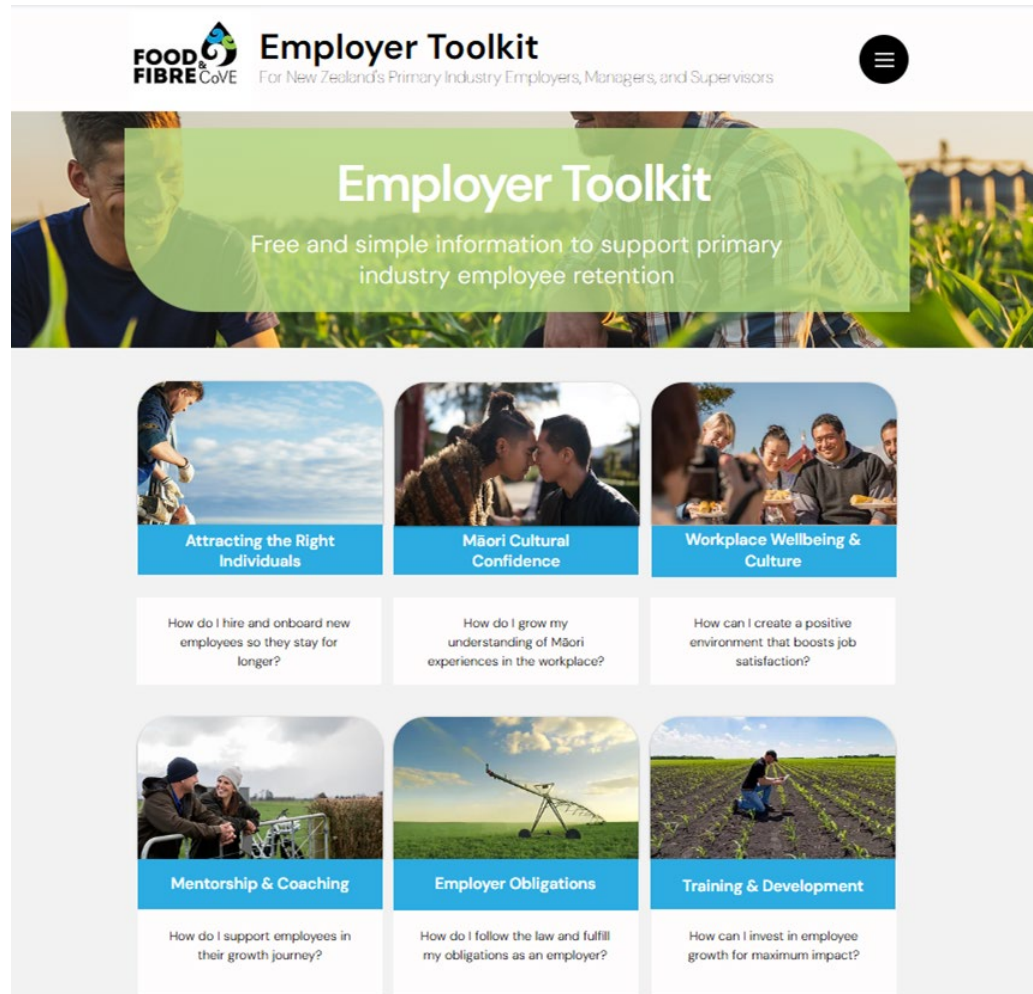 FOOD &
FIBRE CoVE
Employer Toolkit
For New Zealand's Primary Industry Employers, Managers, and Supervisors
Employer Toolkit
Free and simple information to support primary
industry employee retention
Attracting the Right
Individuals
How do I hire and onboard new
employees so they stay for
longer?
Māori Cultural
Confidence
How do I grow my
understanding of Māori
experiences in the workplace?
Workplace Wellbeing &
Culture
How can I create a positive
environment that boosts job
satisfaction?
Mentorship & Coaching
How do I support employees in
their growth journey?
Employer Obligations
How do I follow the law and fulfill
my obligations as an employer?
Training & Development
How can I invest in employee
growth for maximum impact?